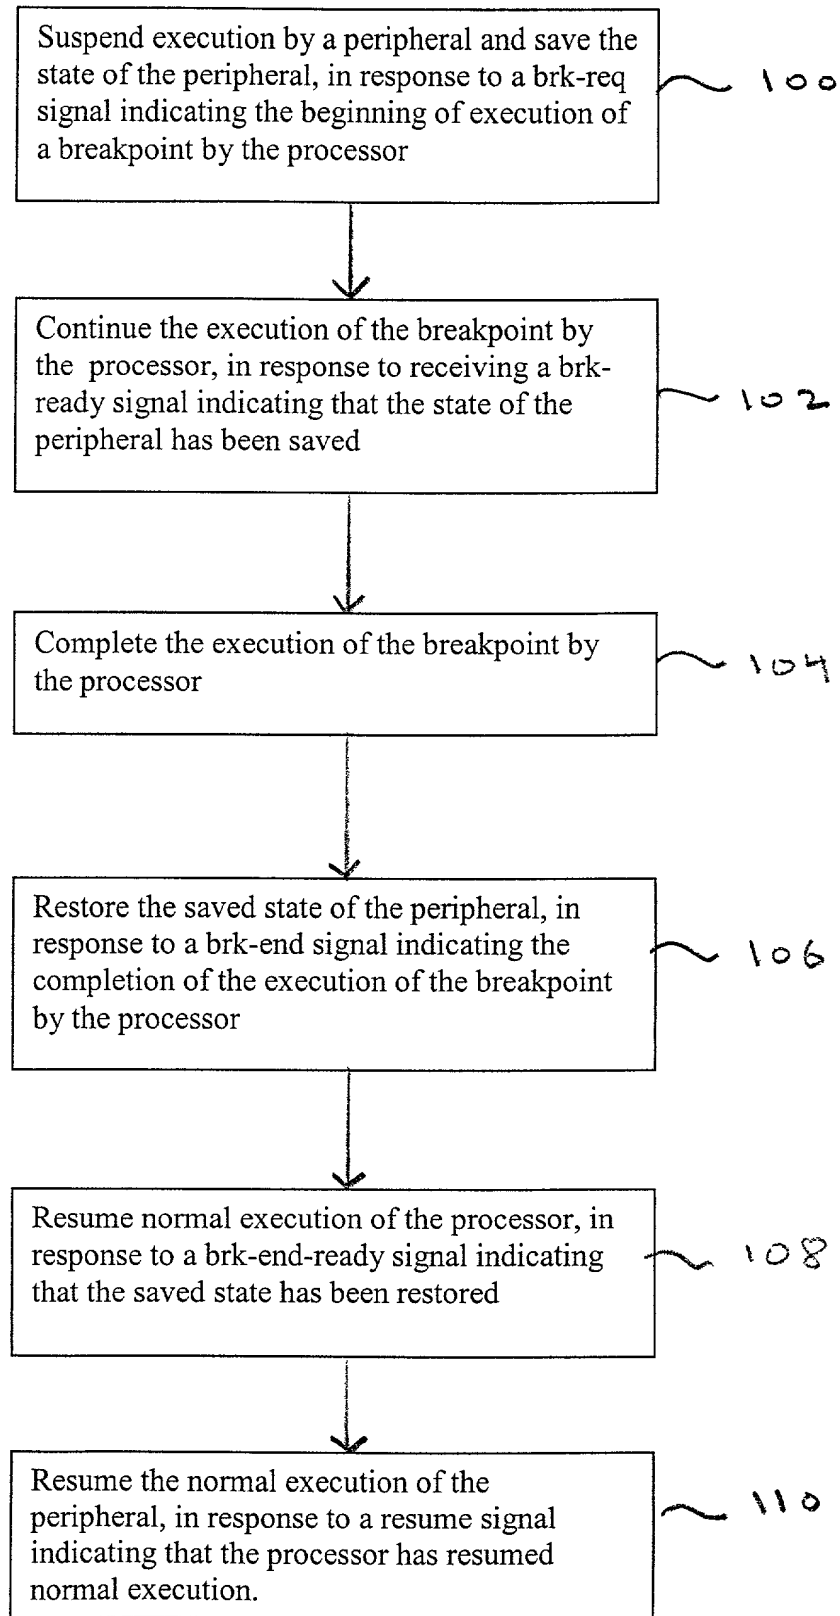 Suspend execution by a peripheral and save the
state of the peripheral, in response to a brk-req
signal indicating the beginning of execution of
a breakpoint by the processor
100
Continue the execution of the breakpoint by
the processor, in response to receiving a brk-
ready signal indicating that the state of the
peripheral has been saved
102
Complete the execution of the breakpoint by
the processor
104
Restore the saved state of the peripheral, in
response to a brk-end signal indicating the
completion of the execution of the breakpoint
by the processor
106
Resume normal execution of the processor, in
response to a brk-end-ready signal indicating
that the saved state has been restored
108
Resume the normal execution of the
peripheral, in response to a resume signal
indicating that the processor has resumed
normal execution.
110